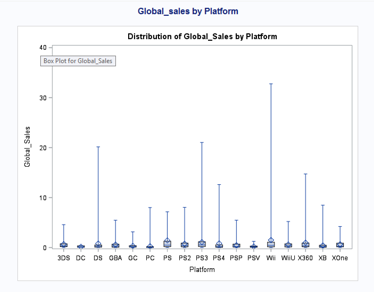 Global_sales by Platform
Distribution of Global_Sales by Platform
40
Box Plot for Global_Sales
30
20
10
0
Global_Sales
3DS DC DS GBA GC PC PS PS2 PS3 PS4 PSP PSV Wii WiiU X360 XB XOne
Platform